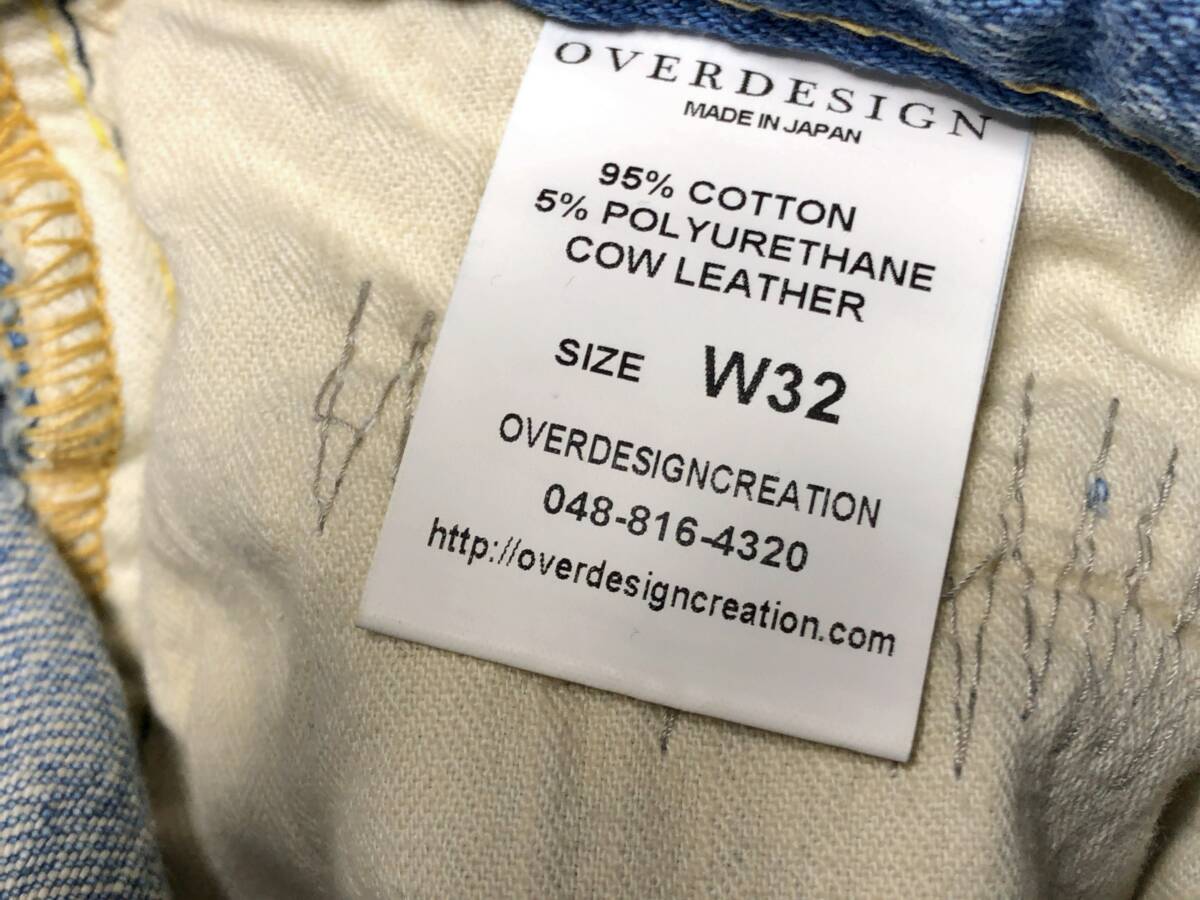 OVERDESIGN
MADE IN JAPAN
95% COTTON
5% POLYURETHANE
COW LEATHER
SIZE W32
OVERDESIGNCREATION
048-816-4320
http://overdesigncreation.com